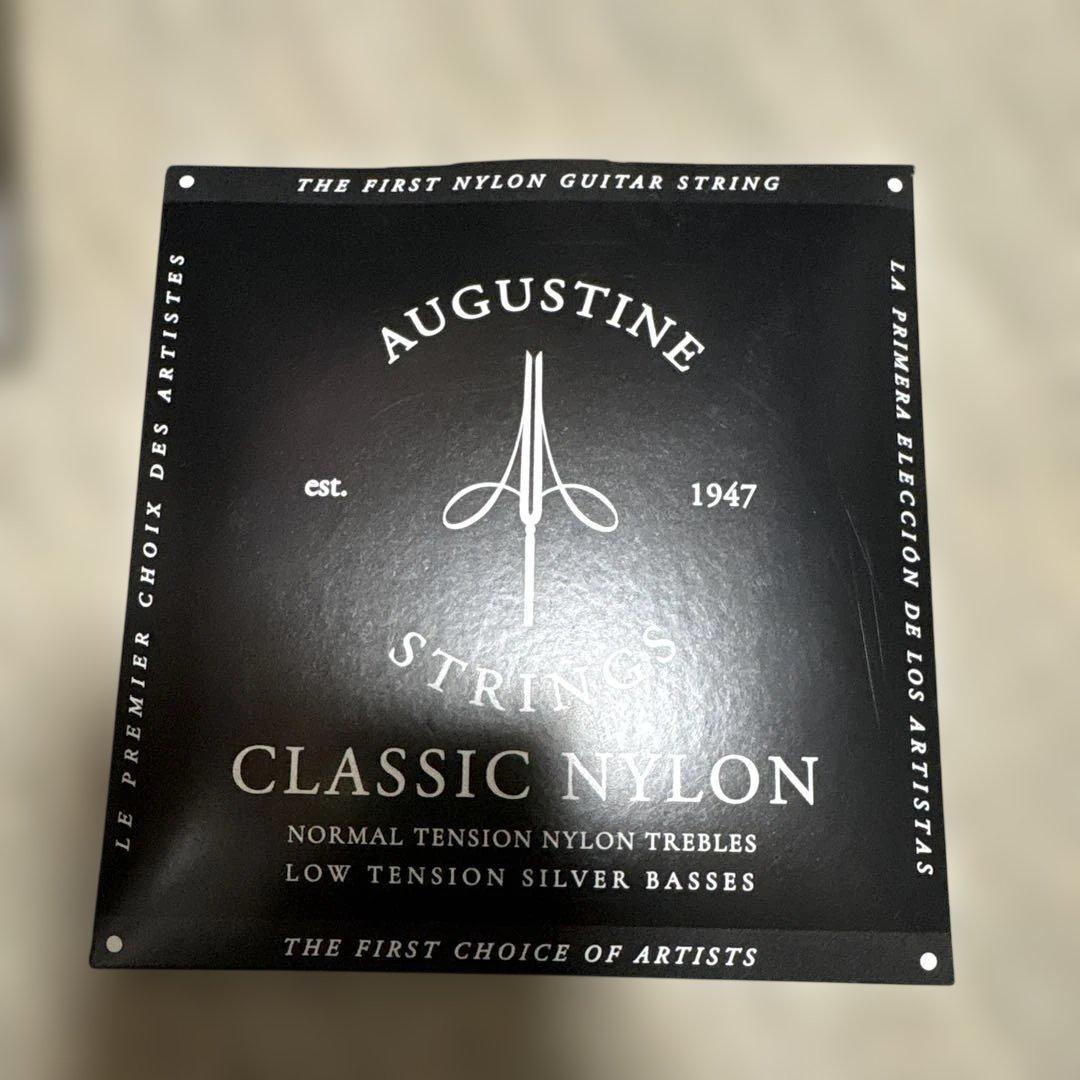 THE FIRST NYLON GUITAR STRING
LE PREMIER CHOIX DES ARTISTES
LA PRIMERA ELECCIÓN DE LOS ARTISTAS
AUGUSTINE
est.
1947
STRINGS
CLASSIC NYLON
NORMAL TENSION NYLON TREBLES
LOW TENSION SILVER BASSES
THE FIRST CHOICE OF ARTISTS